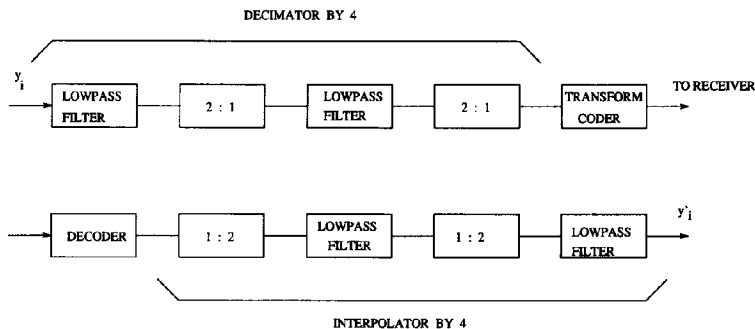 DECIMATOR BY 4
y i
LOWPASS FILTER
2 : 1
LOWPASS FILTER
2 : 1
TRANSFORM CODER
TO RECEIVER
DECODER
1 : 2
LOWPASS FILTER
1 : 2
LOWPASS FILTER
y' i
INTERPOLATOR BY 4